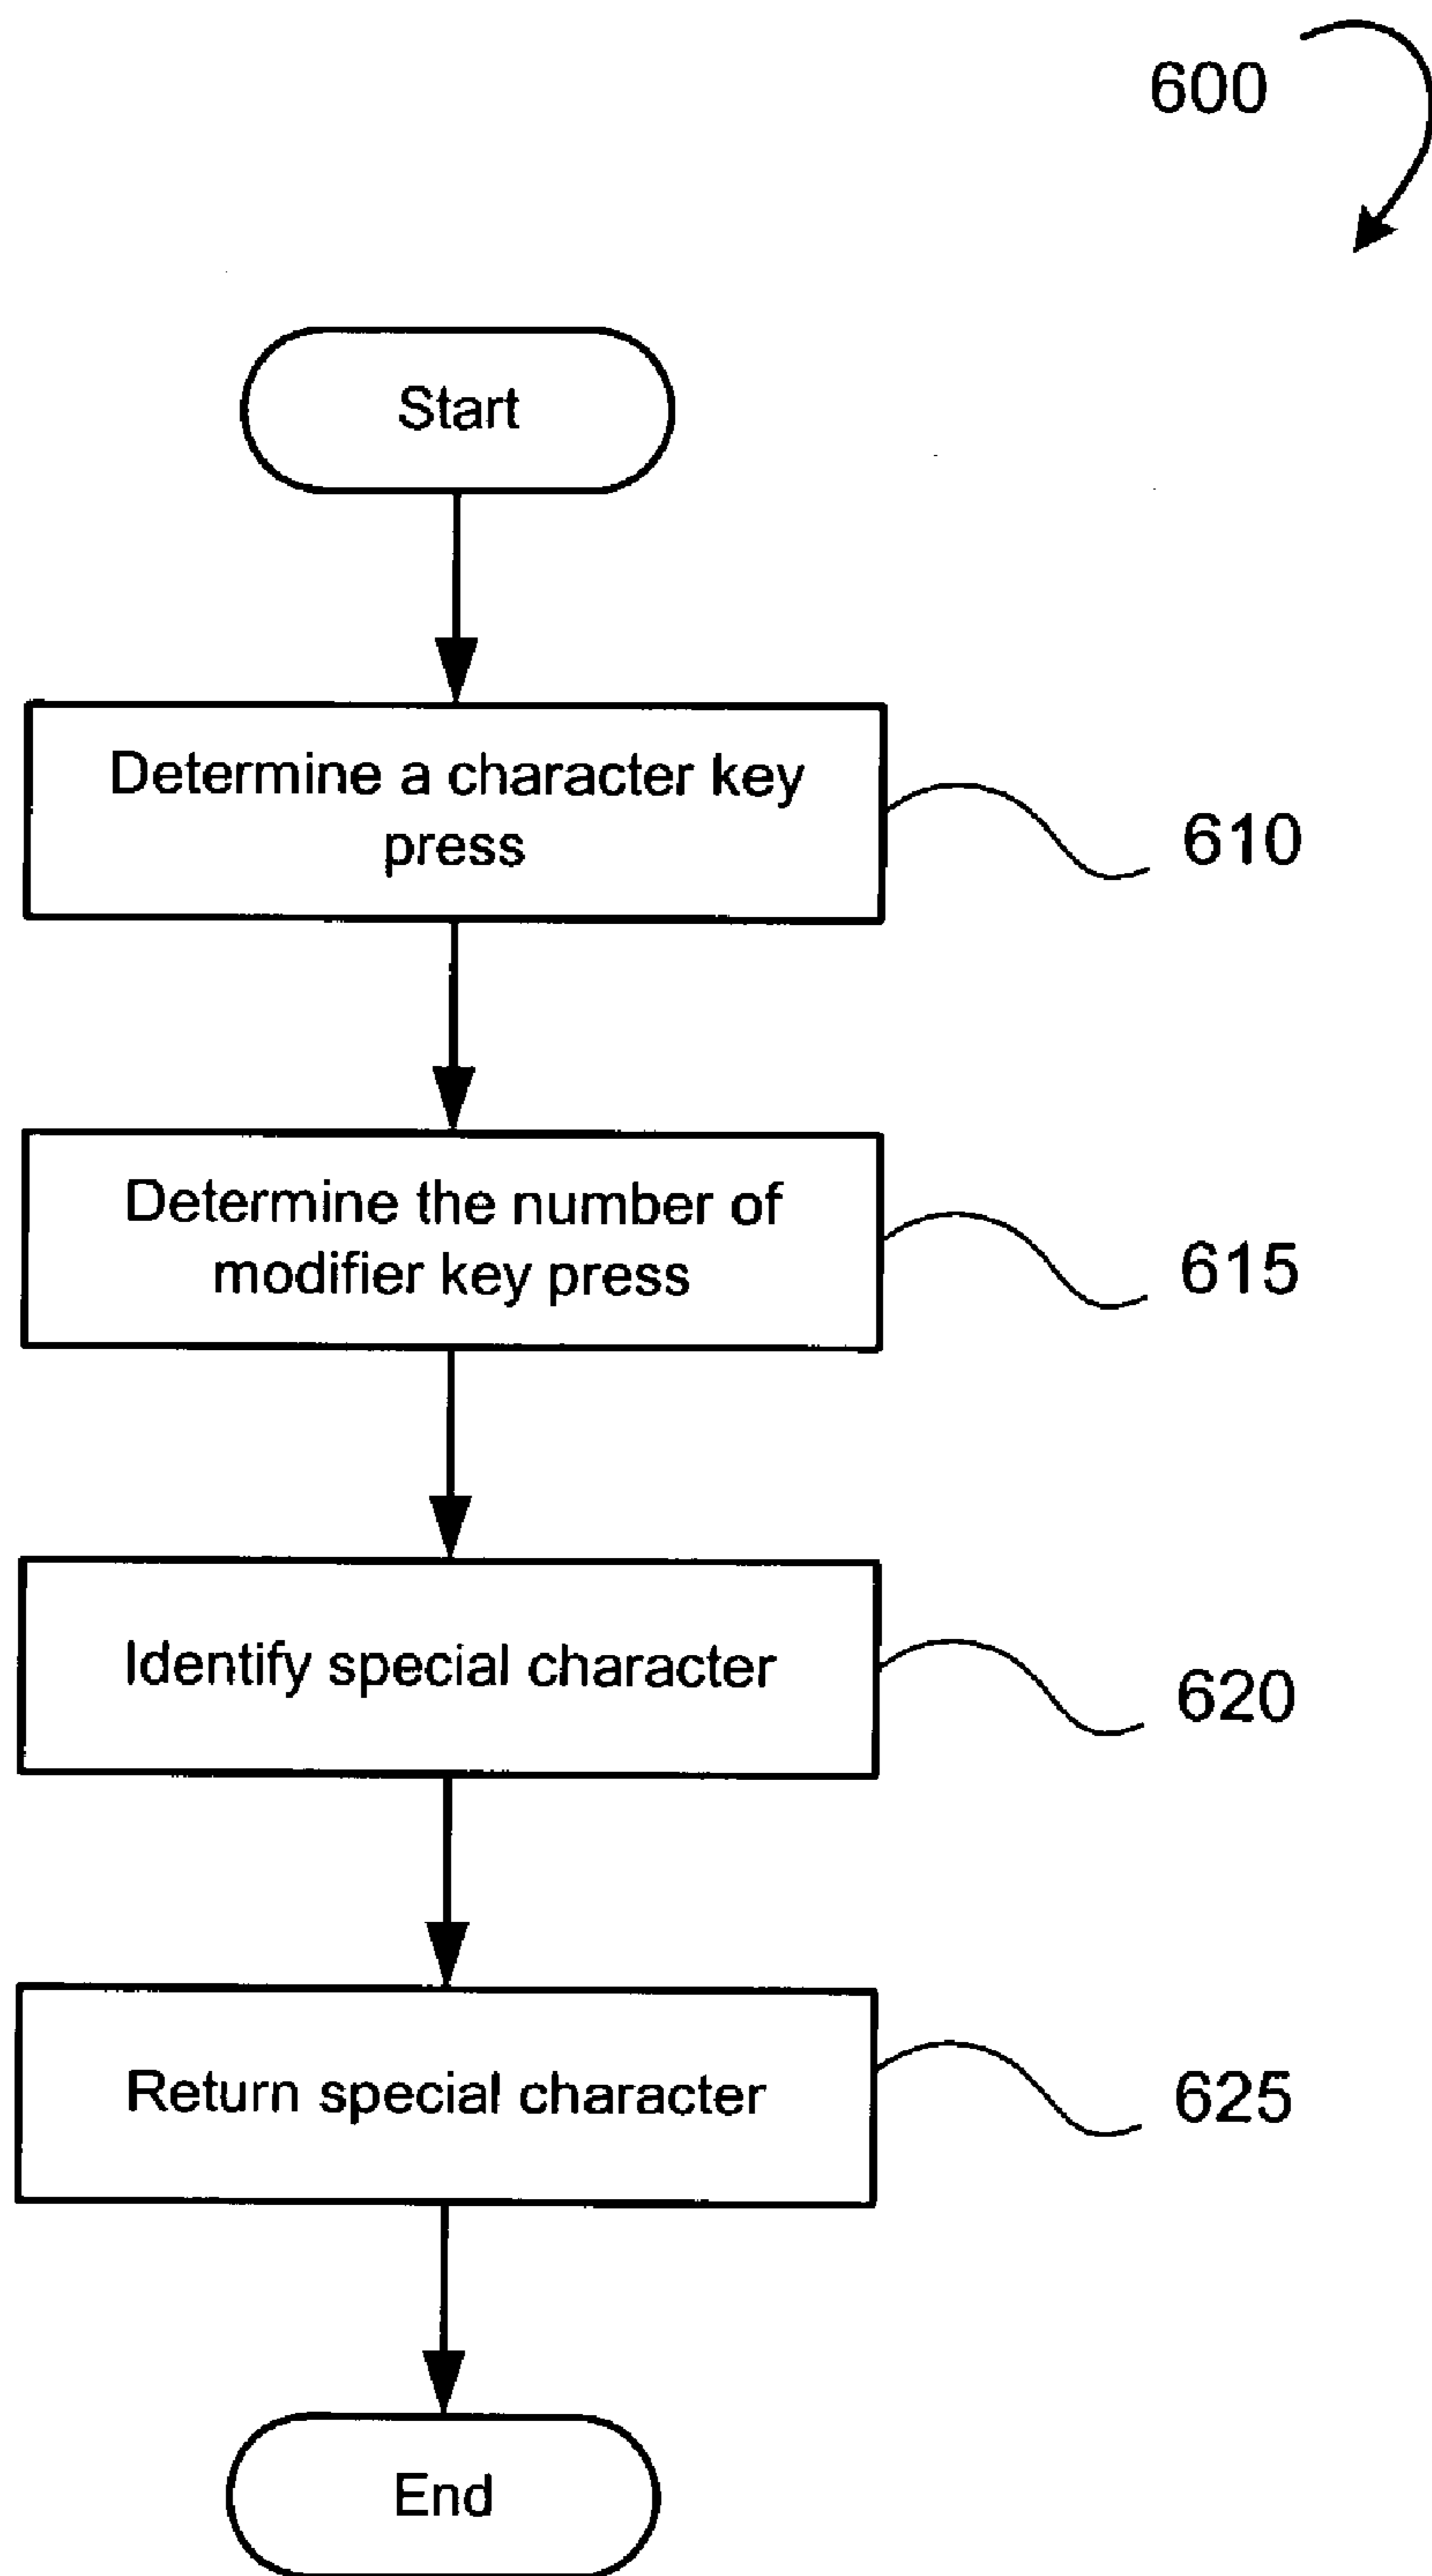 600
Start
Determine a character key
press
610
Determine the number of
modifier key press
615
Identify special character
620
Return special character
625
End